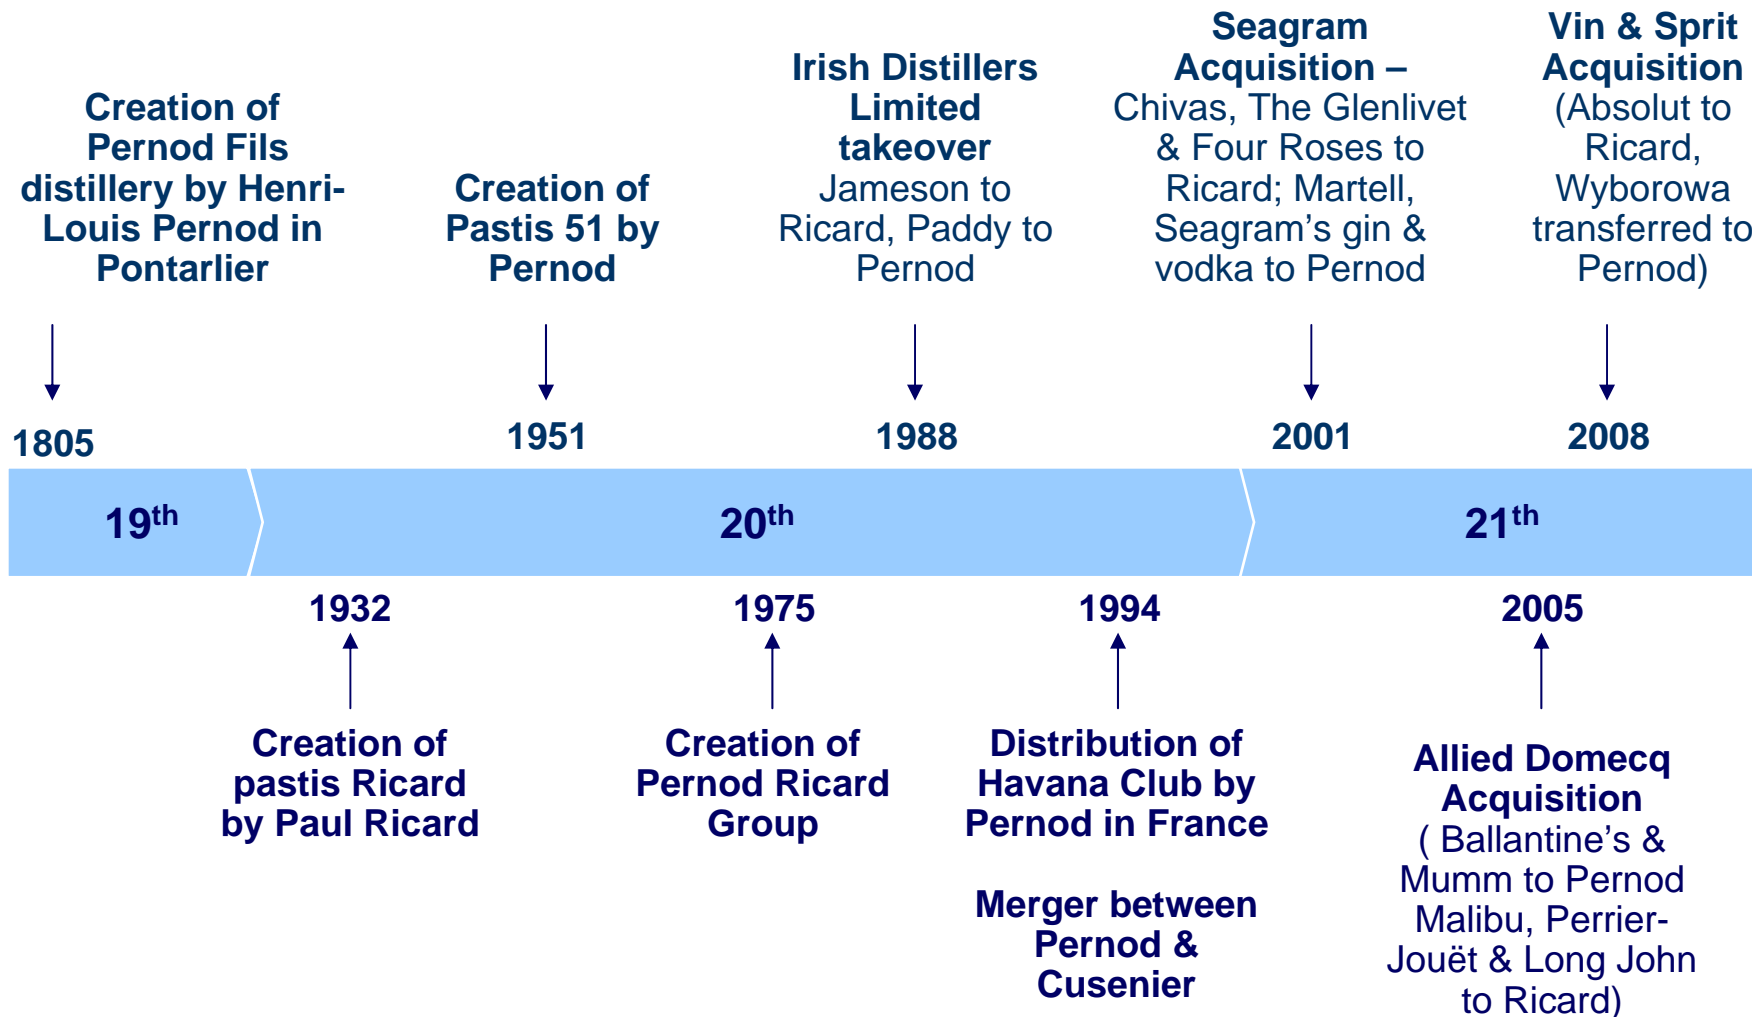 Creation of
Pernod Fils
distillery by Henri-
Louis Pernod in
Pontarlier
Creation of
Pastis 51 by
Pernod
Irish Distillers
Limited
takeover
Jameson to
Ricard, Paddy to
Pernod
Seagram
Acquisition –
Chivas, The Glenlivet
& Four Roses to
Ricard; Martell,
Seagram's gin &
vodka to Pernod
Vin & Sprit
Acquisition
(Absolut to
Ricard,
Wyborowa
transferred to
Pernod)
1805
1951
1988
2001
2008
19th
20th
21th
1932
1975
1994
2005
Creation of
pastis Ricard
by Paul Ricard
Creation of
Pernod Ricard
Group
Distribution of
Havana Club by
Pernod in France
Merger between
Pernod &
Cusenier
Allied Domecq
Acquisition
( Ballantine's &
Mumm to Pernod
Malibu, Perrier-
Jouët & Long John
to Ricard)